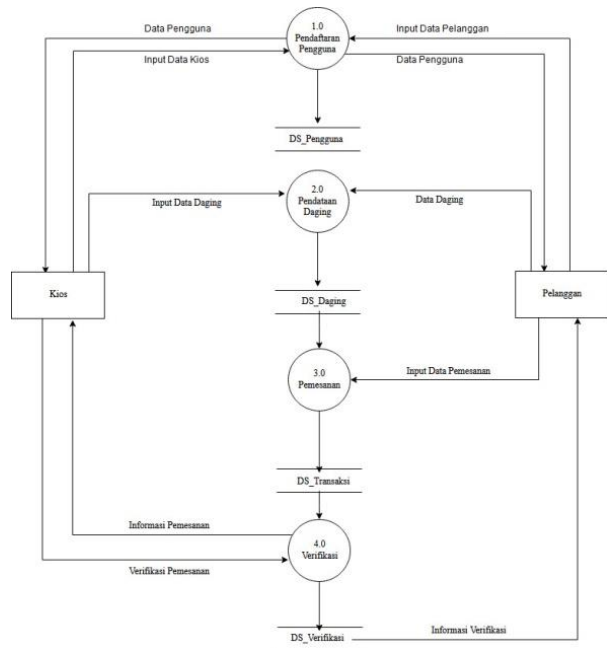 Data Pengguna
1.0
Pendaftaran
Pengguna
Input Data Pelanggan
Input Data Kios
Data Pengguna
DS_Pengguna
2.0
Pendataan
Daging
Input Data Daging
Data Daging
Kios
DS_Daging
Pelanggan
3.0
Pemesanan
Input Data Pemesanan
DS_Transaksi
Informasi Pemesanan
4.0
Verifikasi
Verifikasi Pemesanan
DS_Verifikasi
Informasi Verifikasi